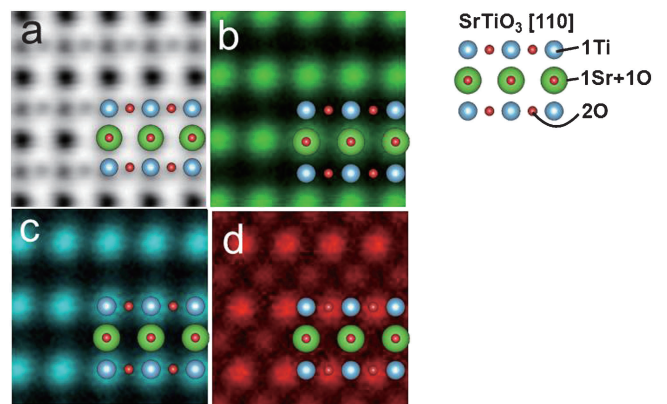 a
b
SrTiO₃ [110]
1Ti
1Sr+1O
2O
c
d